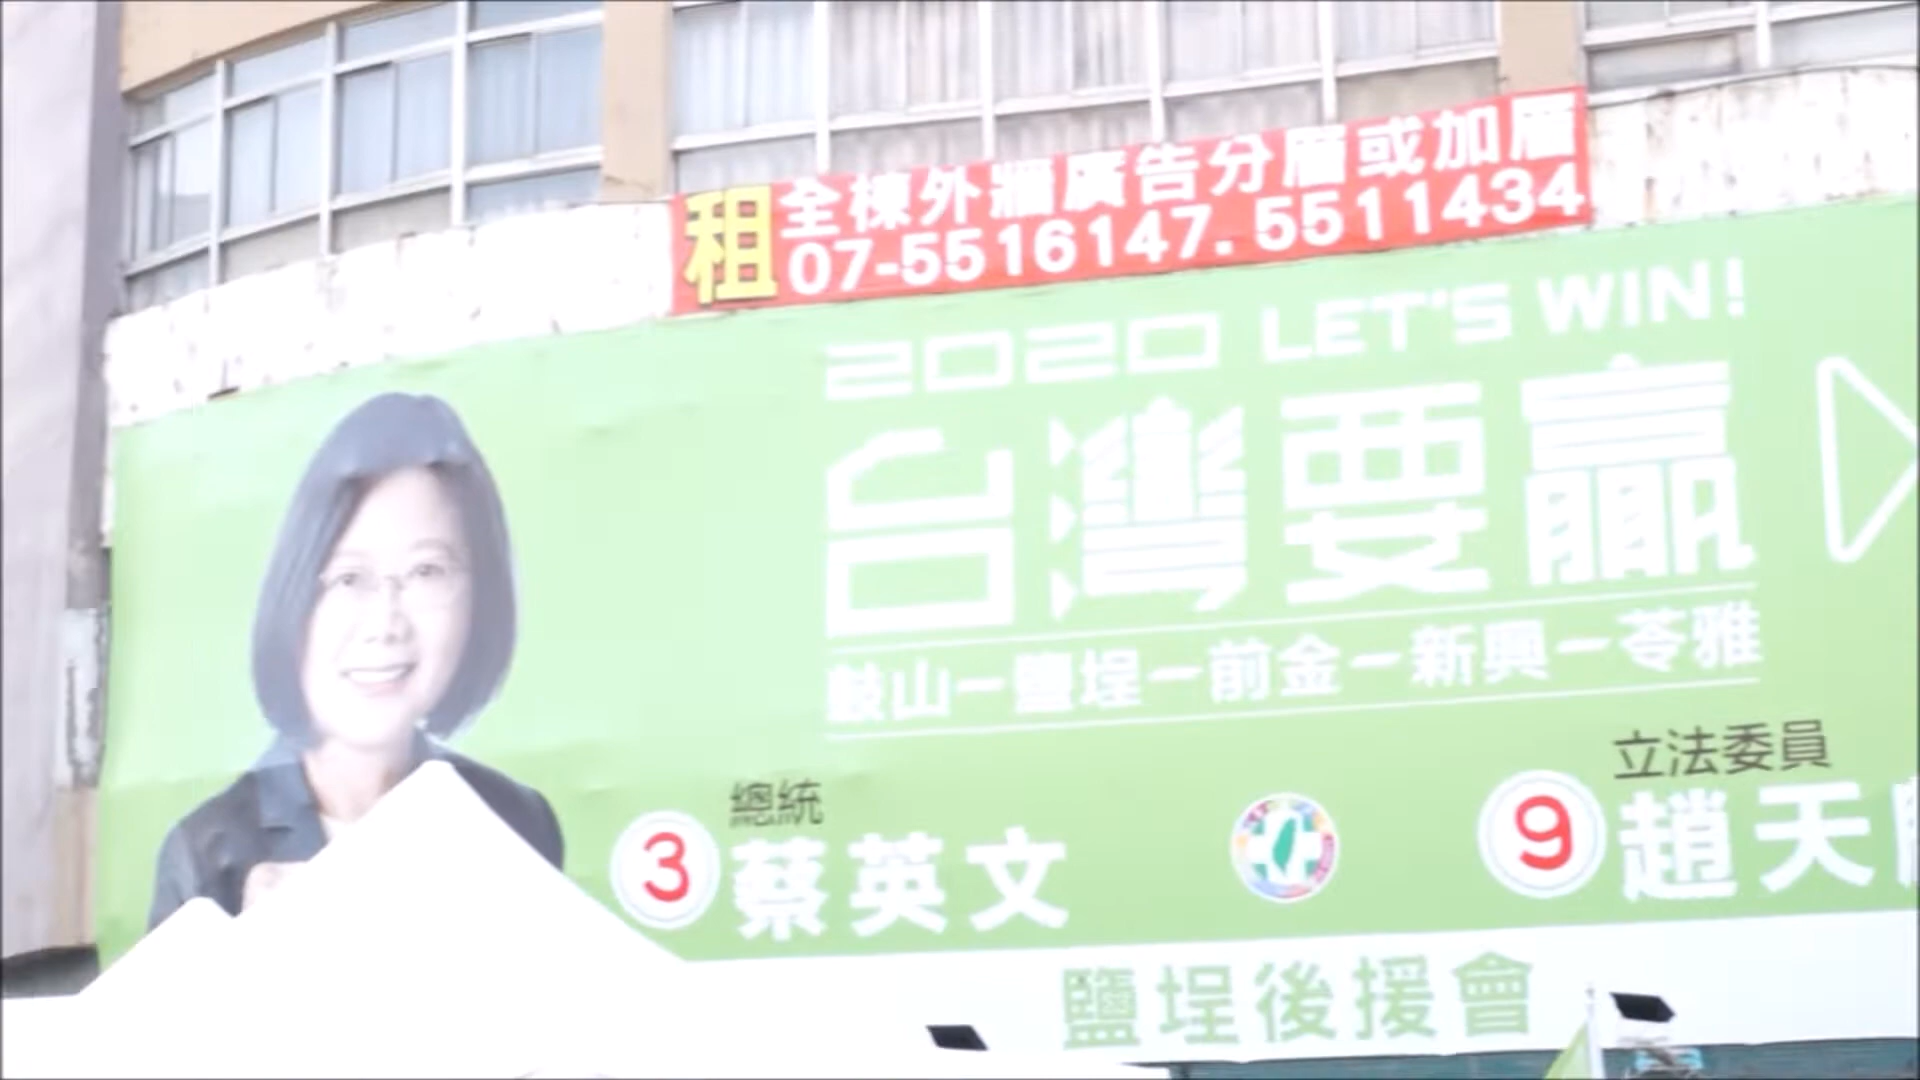 租
全棟外牆廣告分層或加層
07-5516147. 5511434
2020 LET'S WIN!
台灣要贏
鼓山－鹽埕－前金－新興－苓雅
總統
3 蔡英文
立法委員
9 趙天
鹽埕後援會